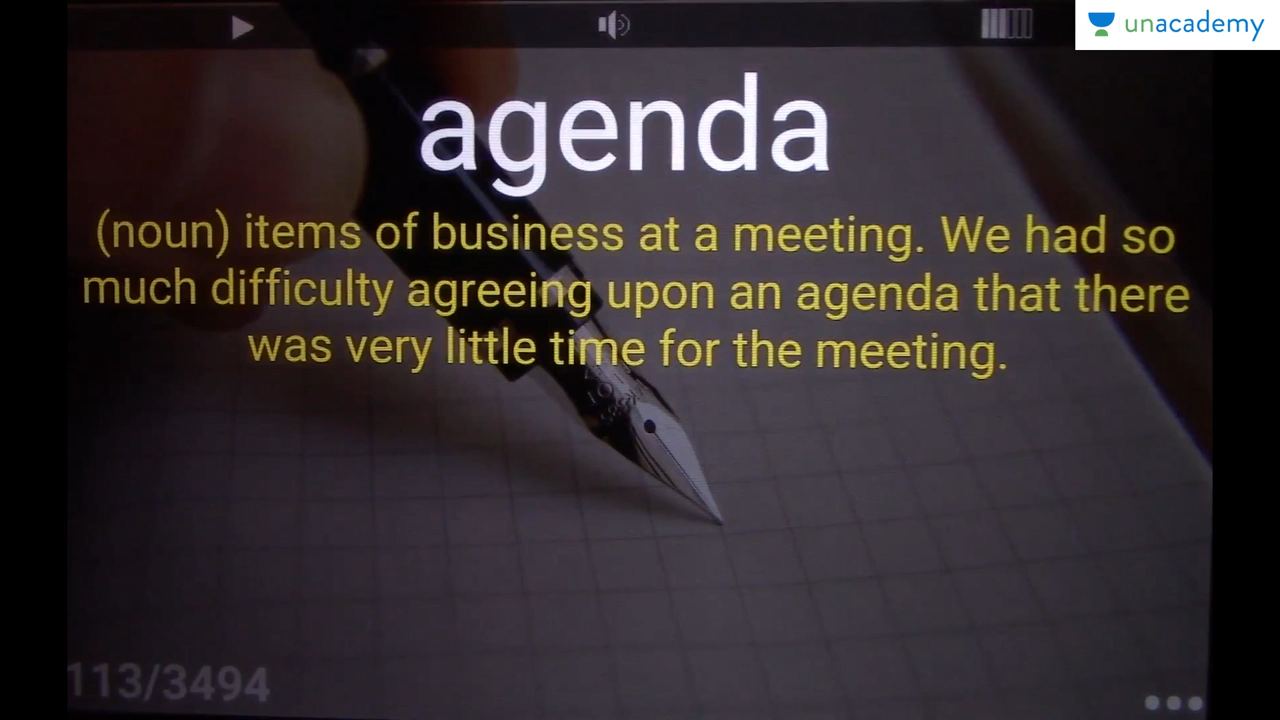 unacademy
agenda
(noun) items of business at a meeting. We had so
much difficulty agreeing upon an agenda that there
was very little time for the meeting.
113/3494